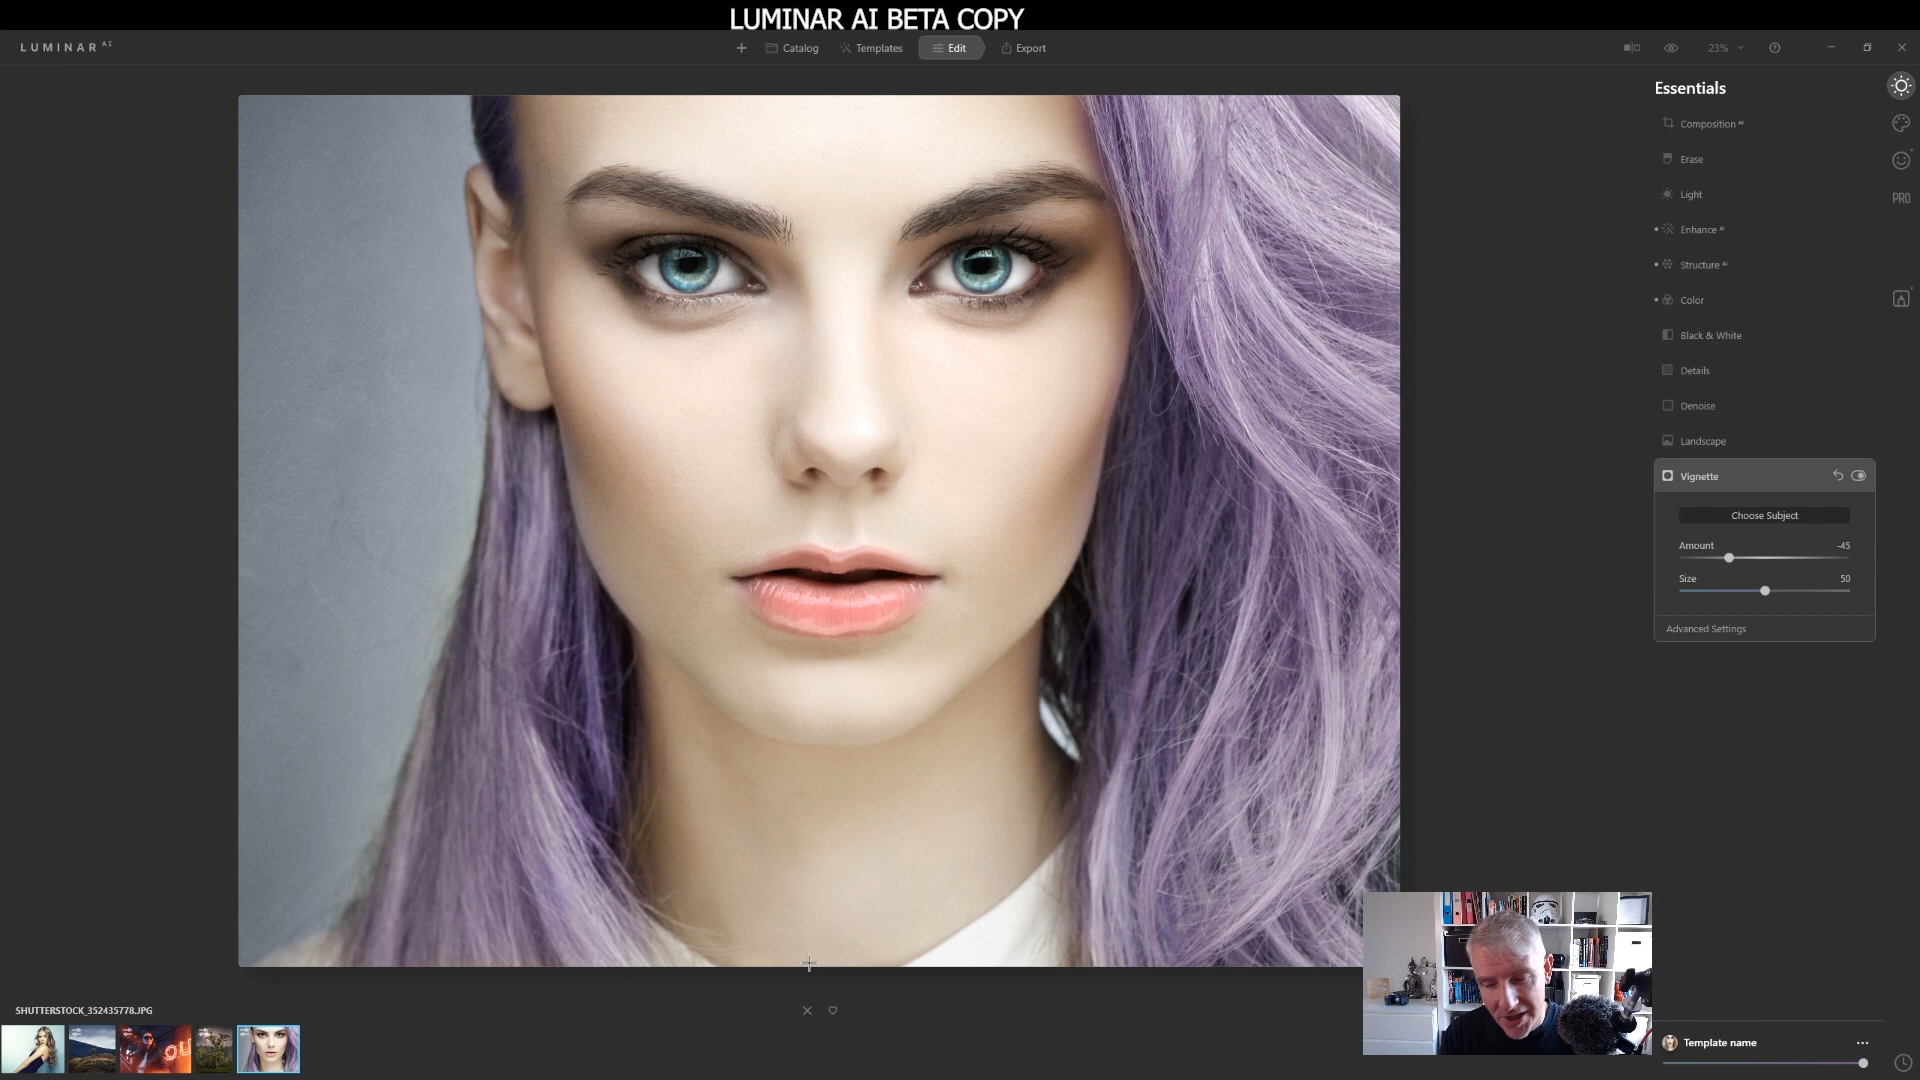 LUMINAR AI BETA COPY
LUMINAR AI
Catalog
Templates
Edit
Export
23%
Essentials
Composition AI
Erase
Light
PRO
Enhance AI
Structure AI
Color
Black & White
Details
Denoise
Landscape
Vignette
Choose Subject
Amount -45
Size 50
Advanced Settings
SHUTTERSTOCK_352435778.JPG
OU
Template name